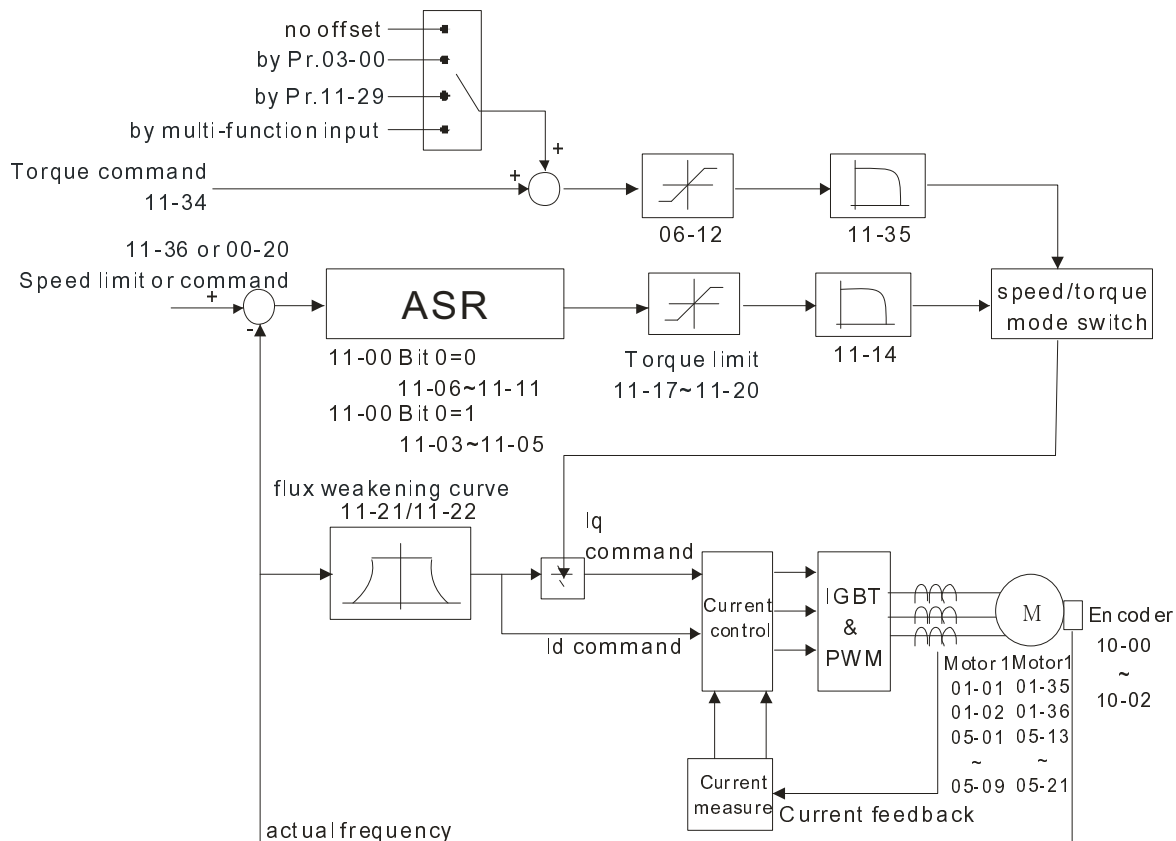 no offset
by Pr.03-00
by Pr.11-29
by multi-function input
+
+
Torque command
11-34
06-12
11-35
11-36 or 00-20
Speed limit or command
+
-
ASR
speed/torque
mode switch
11-00 Bit 0=0
11-06~11-11
11-00 Bit 0=1
11-03~11-05
Torque limit
11-17~11-20
11-14
flux weakening curve
11-21/11-22
Iq
command
Id command
Current
control
IGBT
&
PWM
M
Encoder
10-00
~
10-02
Motor 1 Motor1
01-01 01-35
01-02 01-36
05-01 05-13
~ ~
05-09 05-21
Current
measure
Current feedback
actual frequency